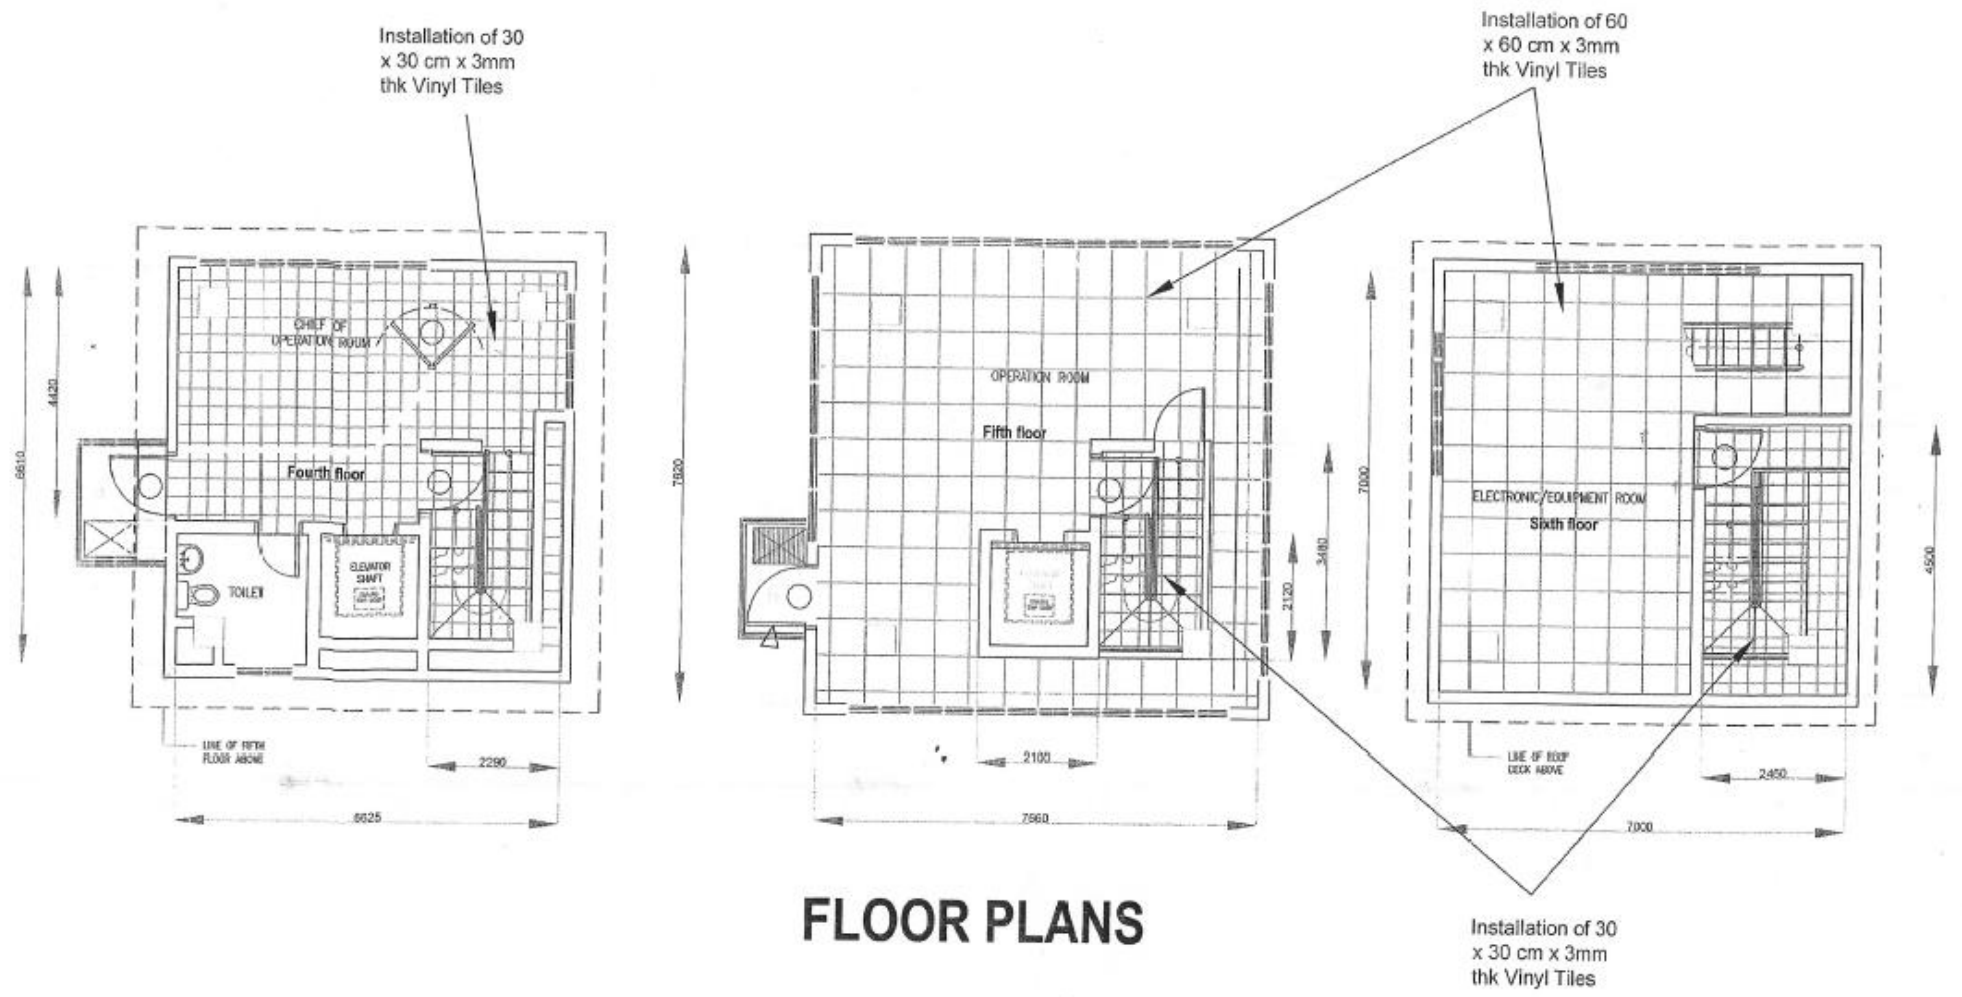 Installation of 30
x 30 cm x 3mm
thk Vinyl Tiles
Installation of 60
x 60 cm x 3mm
thk Vinyl Tiles
CHIEF OF
OPERATION ROOM
Fourth floor
TOILET
ELEVATOR
SHAFT
6610
4420
LINE OF FIFTH
FLOOR ABOVE
2290
6625
OPERATION ROOM
Fifth floor
7620
3480
2120
2100
7660
ELECTRONIC/EQUIPMENT ROOM
Sixth floor
7000
4500
LINE OF ROOF
DECK ABOVE
2460
7000
FLOOR PLANS
Installation of 30
x 30 cm x 3mm
thk Vinyl Tiles